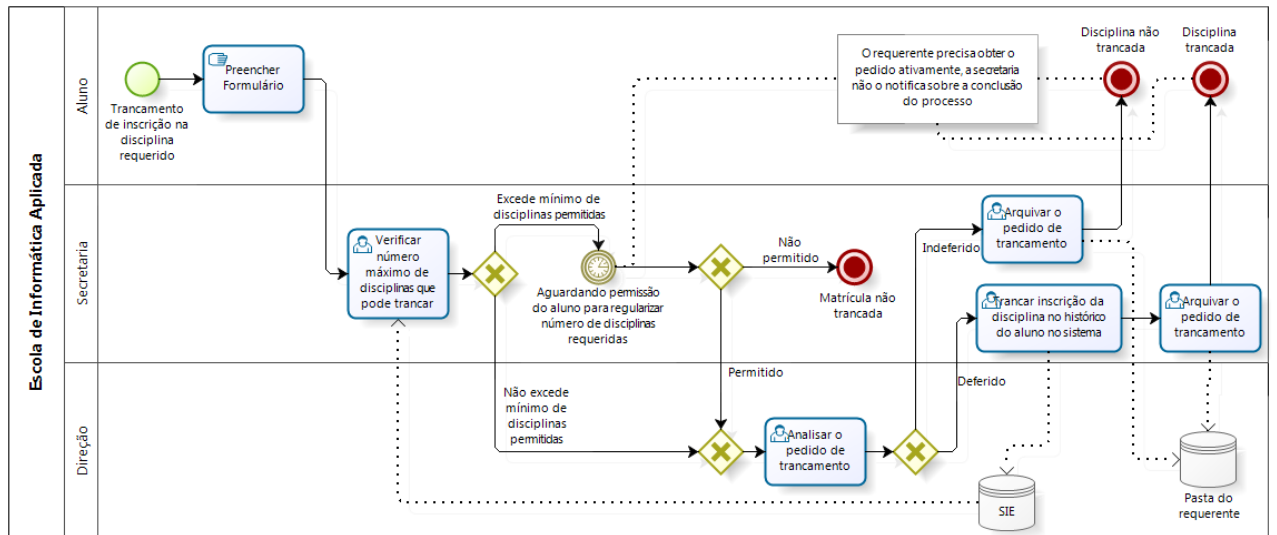 Escola de Informática Aplicada
Aluno
Trancamento
de inscrição na
disciplina
requerido
Preencher
Formulário
O requerente precisa obter o
pedido ativamente, a secretaria
não o notifica sobre a conclusão
do processo
Disciplina não
trancada
Disciplina
trancada
Secretaria
Verificar
número
máximo de
disciplinas que
pode trancar
Excede mínimo de
disciplinas permitidas
Aguardando permissão
do aluno para regularizar
número de disciplinas
requeridas
Não
permitido
Matrícula não
trancada
Permitido
Indeferido
Arquivar o
pedido de
trancamento
Trancar inscrição da
disciplina no histórico
do aluno no sistema
Arquivar o
pedido de
trancamento
Direção
Não excede
mínimo de
disciplinas
permitidas
Analisar o
pedido de
trancamento
Deferido
SIE
Pasta do
requerente